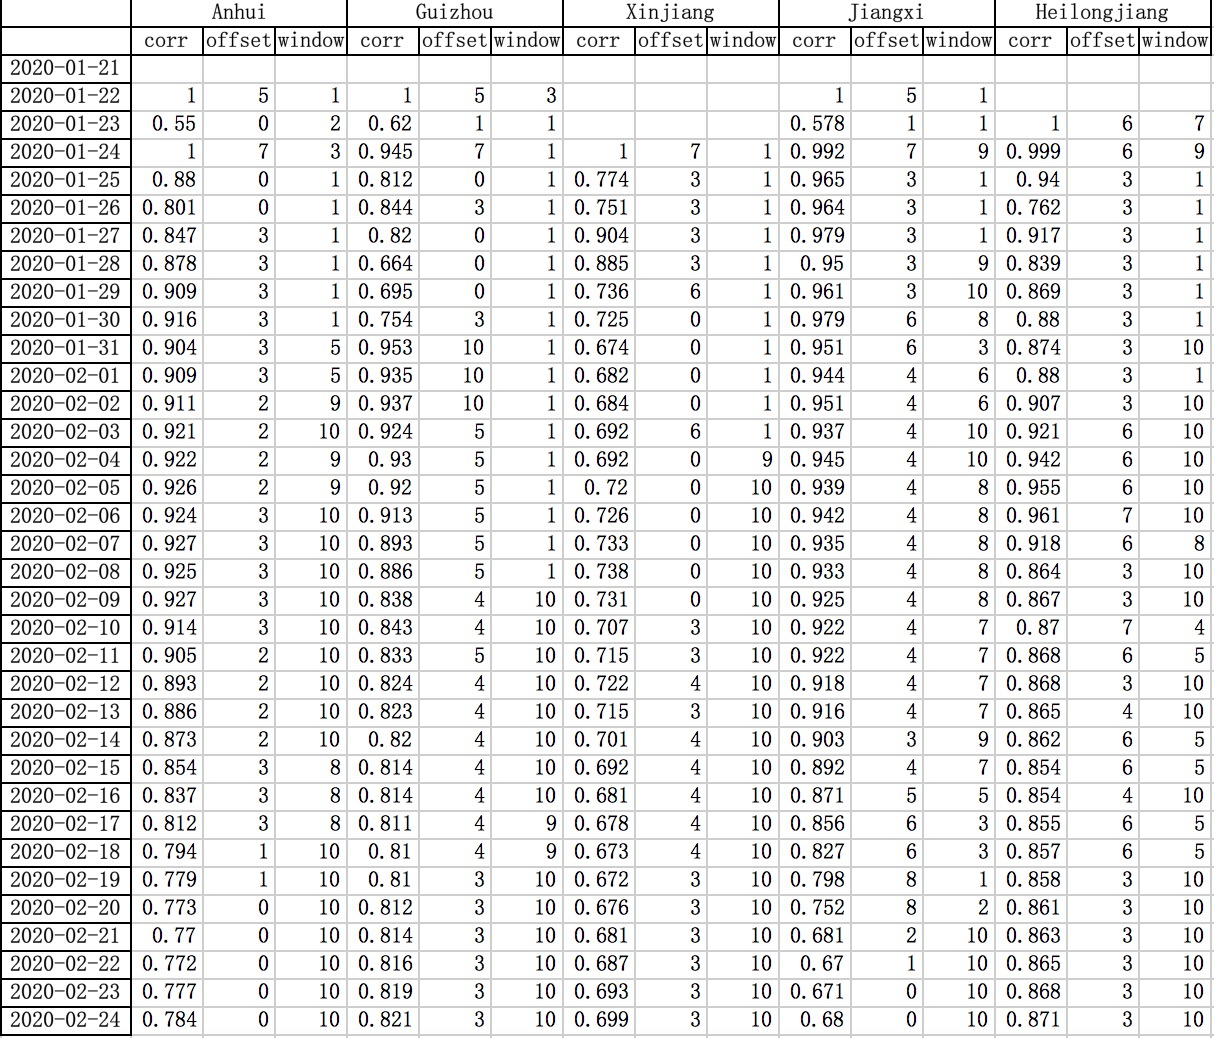 Anhui Guizhou Xinjiang Jiangxi Heilongjiang
corr offset window corr offset window corr offset window corr offset window corr offset window
2020-01-21
2020-01-22 1 5 1 1 5 3 1 5 1
2020-01-23 0.55 0 2 0.62 1 1 0.578 1 1 1 6 7
2020-01-24 1 7 3 0.945 7 1 1 7 1 0.992 7 9 0.999 6 9
2020-01-25 0.88 0 1 0.812 0 1 0.774 3 1 0.965 3 1 0.94 3 1
2020-01-26 0.801 0 1 0.844 3 1 0.751 3 1 0.964 3 1 0.762 3 1
2020-01-27 0.847 3 1 0.82 0 1 0.904 3 1 0.979 3 1 0.917 3 1
2020-01-28 0.878 3 1 0.664 0 1 0.885 3 1 0.95 3 9 0.839 3 1
2020-01-29 0.909 3 1 0.695 0 1 0.736 6 1 0.961 3 10 0.869 3 1
2020-01-30 0.916 3 1 0.754 3 1 0.725 0 1 0.979 6 8 0.88 3 1
2020-01-31 0.904 3 5 0.953 10 1 0.674 0 1 0.951 6 3 0.874 3 10
2020-02-01 0.909 3 5 0.935 10 1 0.682 0 1 0.944 4 6 0.88 3 1
2020-02-02 0.911 2 9 0.937 10 1 0.684 0 1 0.951 4 6 0.907 3 10
2020-02-03 0.921 2 10 0.924 5 1 0.692 6 1 0.937 4 10 0.921 6 10
2020-02-04 0.922 2 9 0.93 5 1 0.692 0 9 0.945 4 10 0.942 6 10
2020-02-05 0.926 2 9 0.92 5 1 0.72 0 10 0.939 4 8 0.955 6 10
2020-02-06 0.924 3 10 0.913 5 1 0.726 0 10 0.942 4 8 0.961 7 10
2020-02-07 0.927 3 10 0.893 5 1 0.733 0 10 0.935 4 8 0.918 6 8
2020-02-08 0.925 3 10 0.886 5 1 0.738 0 10 0.933 4 8 0.864 3 10
2020-02-09 0.927 3 10 0.838 4 10 0.731 0 10 0.925 4 8 0.867 3 10
2020-02-10 0.914 3 10 0.843 4 10 0.707 3 10 0.922 4 7 0.87 7 4
2020-02-11 0.905 2 10 0.833 5 10 0.715 3 10 0.922 4 7 0.868 6 5
2020-02-12 0.893 2 10 0.824 4 10 0.722 4 10 0.918 4 7 0.868 3 10
2020-02-13 0.886 2 10 0.823 4 10 0.715 3 10 0.916 4 7 0.865 4 10
2020-02-14 0.873 2 10 0.82 4 10 0.701 4 10 0.903 3 9 0.862 6 5
2020-02-15 0.854 3 8 0.814 4 10 0.692 4 10 0.892 4 7 0.854 6 5
2020-02-16 0.837 3 8 0.814 4 10 0.681 4 10 0.871 5 5 0.854 4 10
2020-02-17 0.812 3 8 0.811 4 9 0.678 4 10 0.856 6 3 0.855 6 5
2020-02-18 0.794 1 10 0.81 4 9 0.673 4 10 0.827 6 3 0.857 6 5
2020-02-19 0.779 1 10 0.81 3 10 0.672 3 10 0.798 8 1 0.858 3 10
2020-02-20 0.773 0 10 0.812 3 10 0.676 3 10 0.752 8 2 0.861 3 10
2020-02-21 0.77 0 10 0.814 3 10 0.681 3 10 0.681 2 10 0.863 3 10
2020-02-22 0.772 0 10 0.816 3 10 0.687 3 10 0.67 1 10 0.865 3 10
2020-02-23 0.777 0 10 0.819 3 10 0.693 3 10 0.671 0 10 0.868 3 10
2020-02-24 0.784 0 10 0.821 3 10 0.699 3 10 0.68 0 10 0.871 3 10